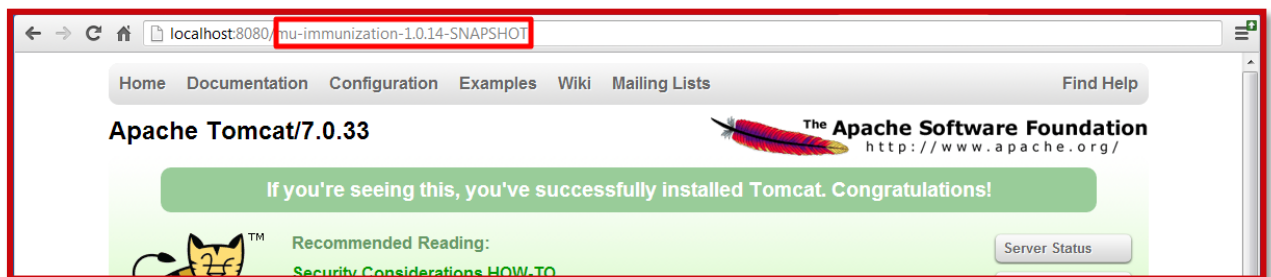 localhost:8080/mu-immunization-1.0.14-SNAPSHOT
Home Documentation Configuration Examples Wiki Mailing Lists Find Help
Apache Tomcat/7.0.33
The Apache Software Foundation
http://www.apache.org/
If you're seeing this, you've successfully installed Tomcat. Congratulations!
TM
Recommended Reading:
Server Status
Security Considerations HOW-TO